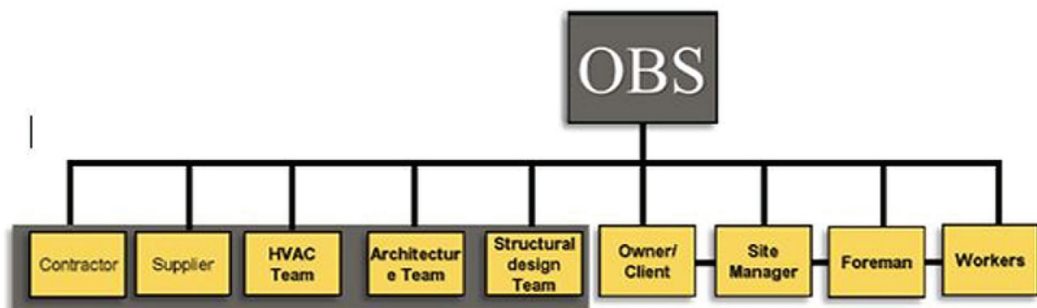 OBS
Contractor
Supplier
HVAC
Team
Architectur
e Team
Structural
design
Team
Owner/
Client
Site
Manager
Foreman
Workers